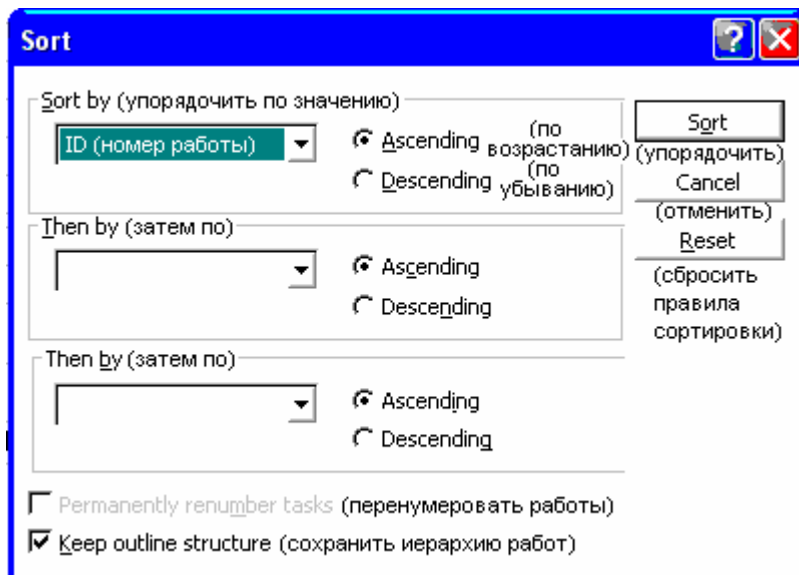 Sort
Sort by (упорядочить по значению)
ID (номер работы)
Ascending (по возрастанию)
Descending (по убыванию)
Sort
(упорядочить)
Cancel
(отменить)
Reset
(сбросить
правила
сортировки)
Then by (затем по)
Ascending
Descending
Then by (затем по)
Ascending
Descending
Permanently renumber tasks (перенумеровать работы)
Keep outline structure (сохранить иерархию работ)